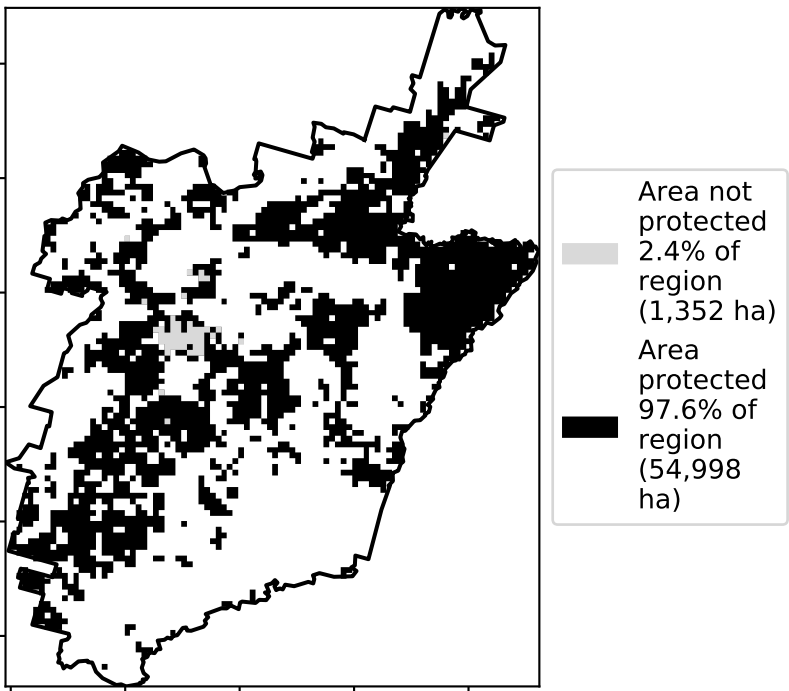 Area not
protected
2.4% of
region
(1,352 ha)
Area
protected
97.6% of
region
(54,998
ha)